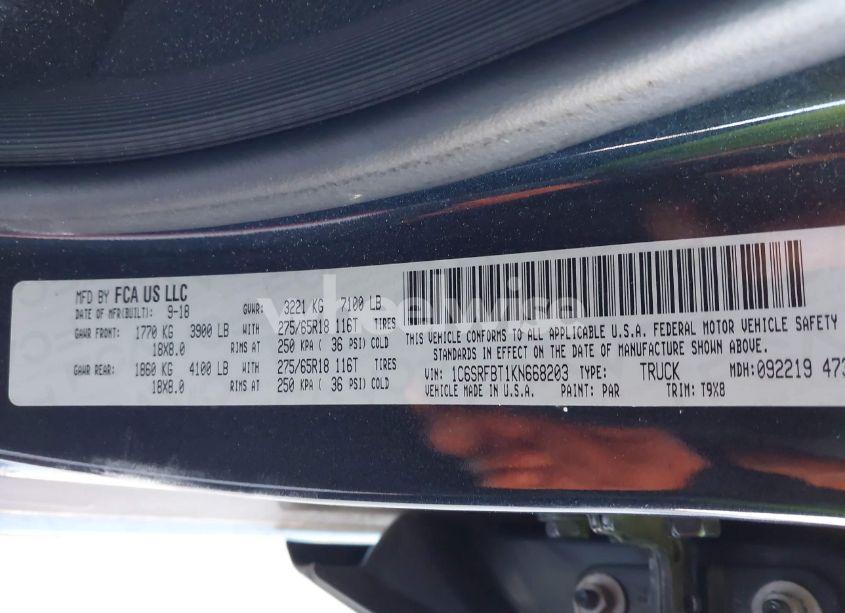 MFD BY FCA US LLC
DATE OF MFR(BUILT): 9-18 GVWR: 3221 KG 7100 LB
GAWR FRONT: 1770 KG 3900 LB WITH 275/65R18 116T TIRES
18X8.0 RIMS AT 250 KPA ( 36 PSI) COLD
GAWR REAR: 1860 KG 4100 LB WITH 275/65R18 116T TIRES
18X8.0 RIMS AT 250 KPA ( 36 PSI) COLD
THIS VEHICLE CONFORMS TO ALL APPLICABLE U.S.A. FEDERAL MOTOR VEHICLE SAFETY
STANDARDS IN EFFECT ON THE DATE OF MANUFACTURE SHOWN ABOVE.
VIN: 1C6SRFBT1KN668203 TYPE: TRUCK MDH:092219 473
VEHICLE MADE IN U.S.A. PAINT: PAR TRIM: T9X8
wheelwise